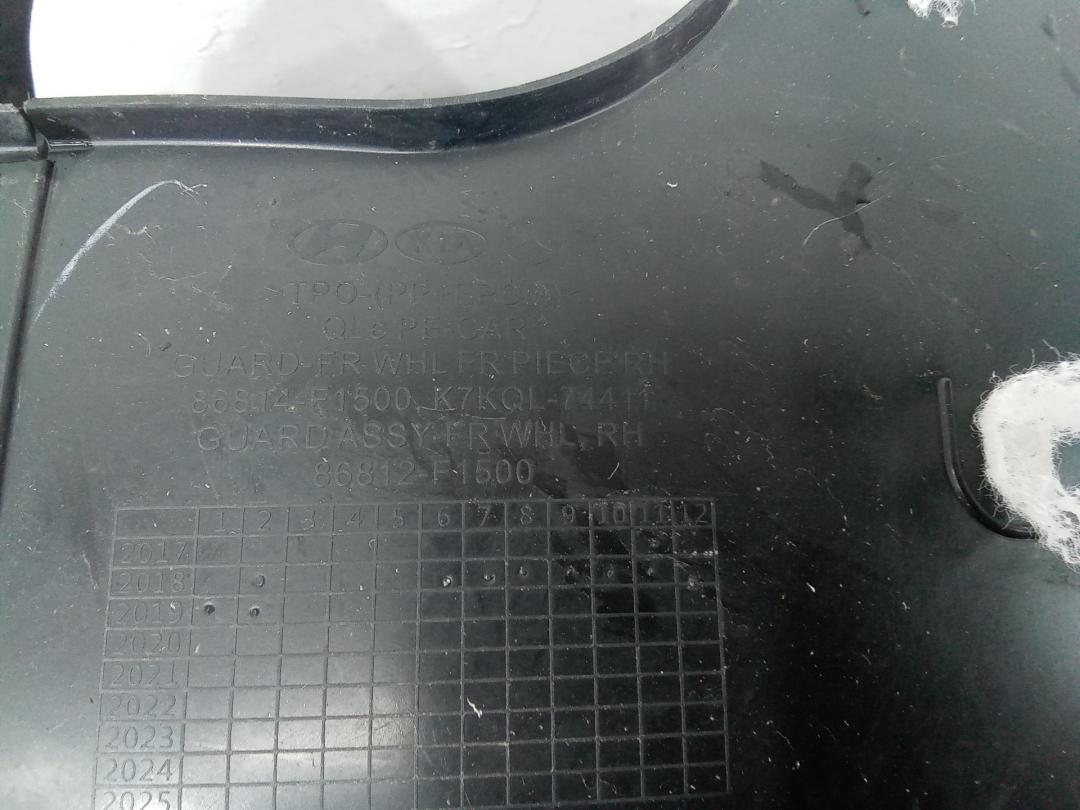 KIA
>TPO-(PP+EPDM)<
QLe PE CAR
GUARD-FR WHL FR PIECE RH
86814-F1500 K7KQL-74411
GUARD ASSY-FR WHL, RH
86812-F1500
1 2 3 4 5 6 7 8 9 10 11 12
2017
2018
2019
2020
2021
2022
2023
2024
2025